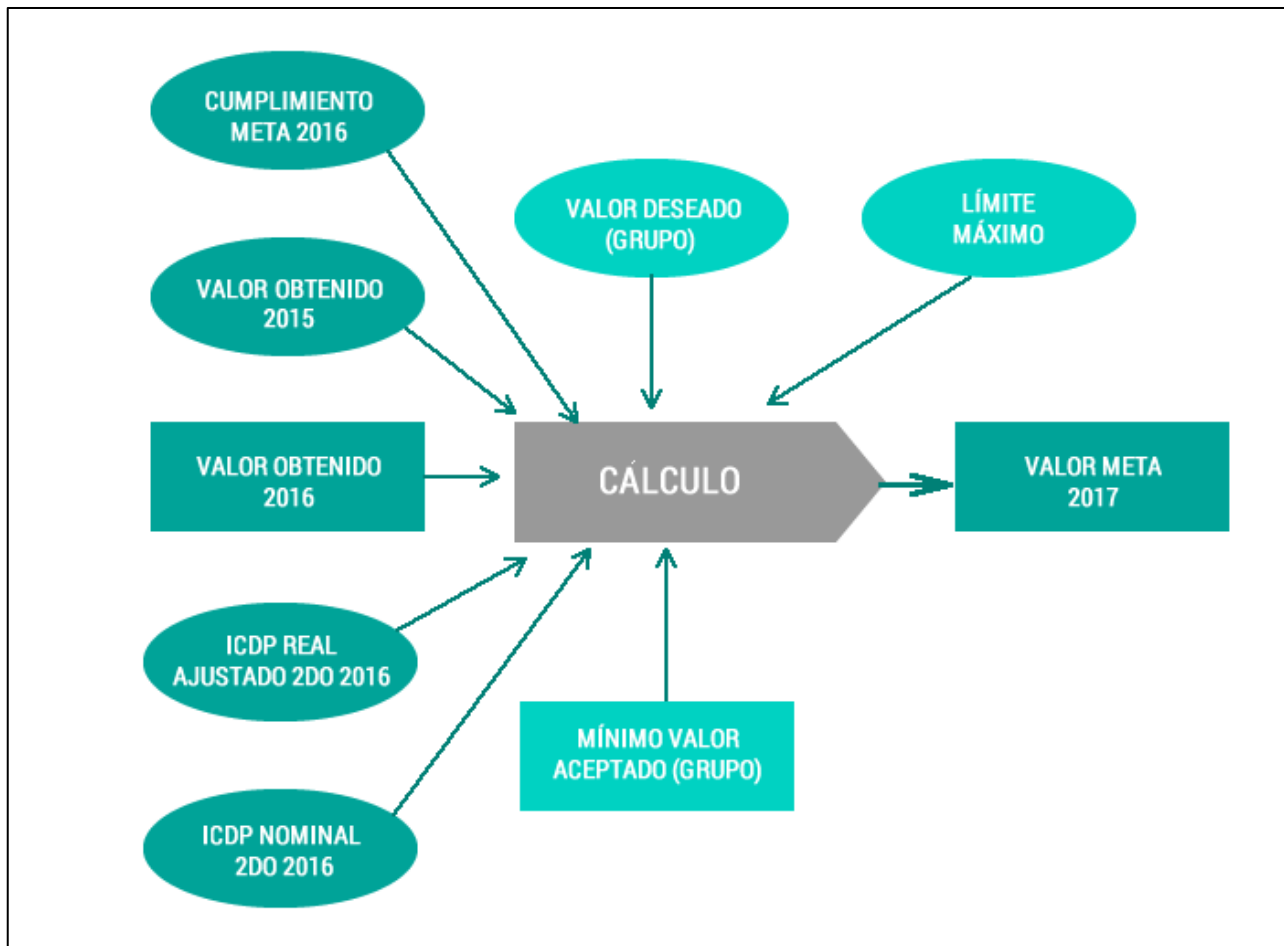 CUMPLIMIENTO
META 2016
VALOR DESEADO
(GRUPO)
LÍMITE
MÁXIMO
VALOR OBTENIDO
2015
VALOR OBTENIDO
2016
CÁLCULO
VALOR META
2017
ICDP REAL
AJUSTADO 2DO 2016
MÍNIMO VALOR
ACEPTADO (GRUPO)
ICDP NOMINAL
2DO 2016